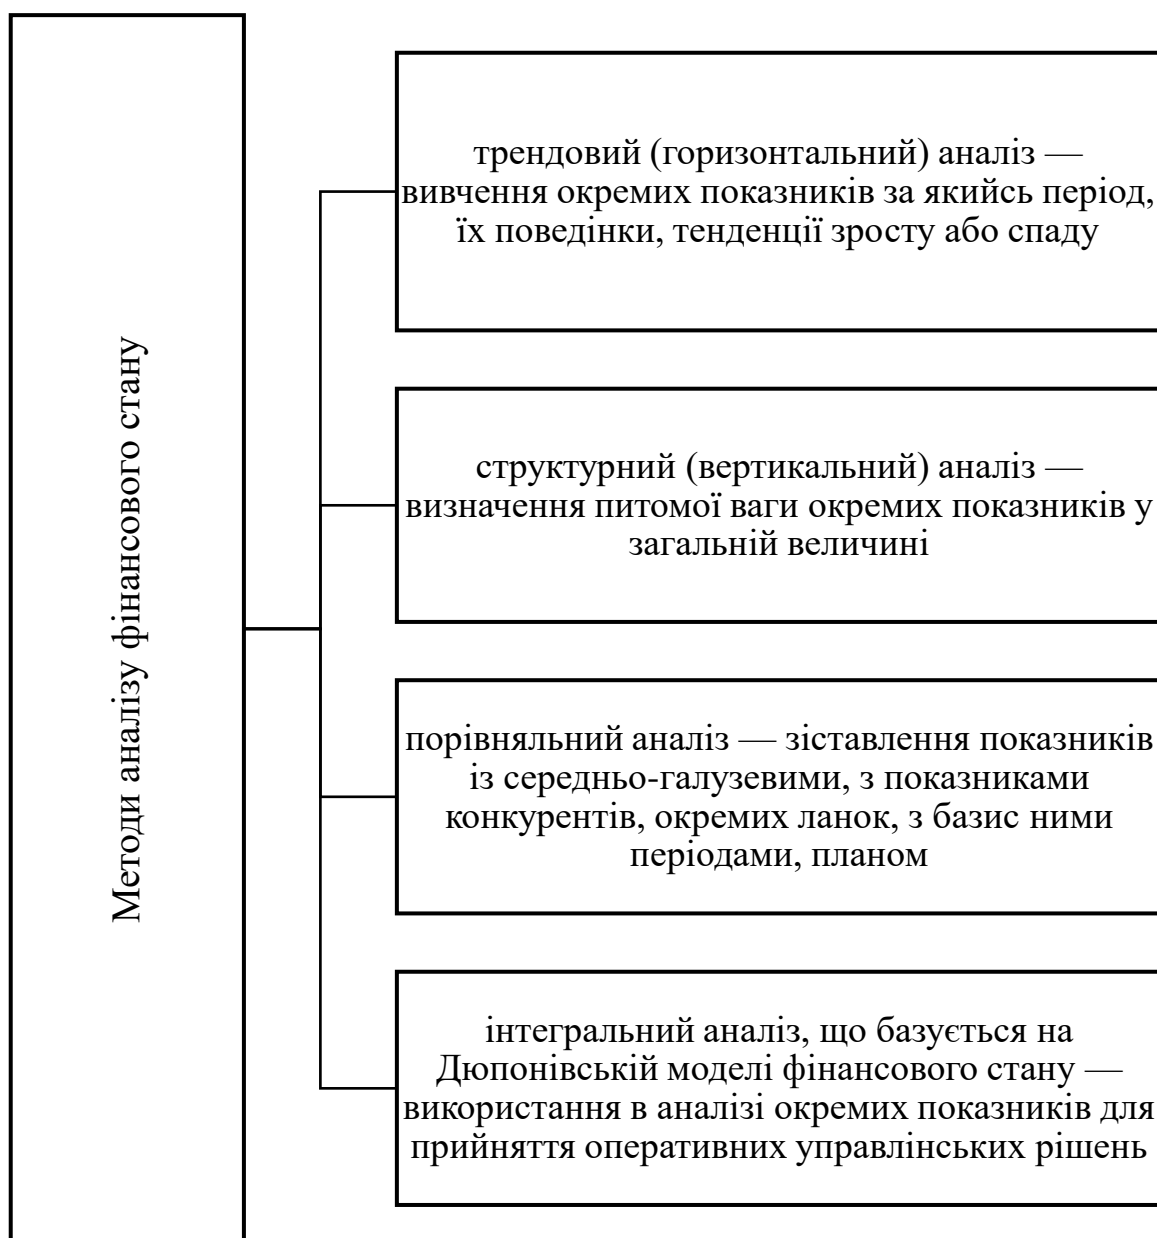 Методи аналізу фінансового стану
трендовий (горизонтальний) аналіз —
вивчення окремих показників за якийсь період,
їх поведінки, тенденції зросту або спаду
структурний (вертикальний) аналіз —
визначення питомої ваги окремих показників у
загальній величині
порівняльний аналіз — зіставлення показників
із середньо-галузевими, з показниками
конкурентів, окремих ланок, з базис ними
періодами, планом
інтегральний аналіз, що базується на
Дюпонівській моделі фінансового стану —
використання в аналізі окремих показників для
прийняття оперативних управлінських рішень